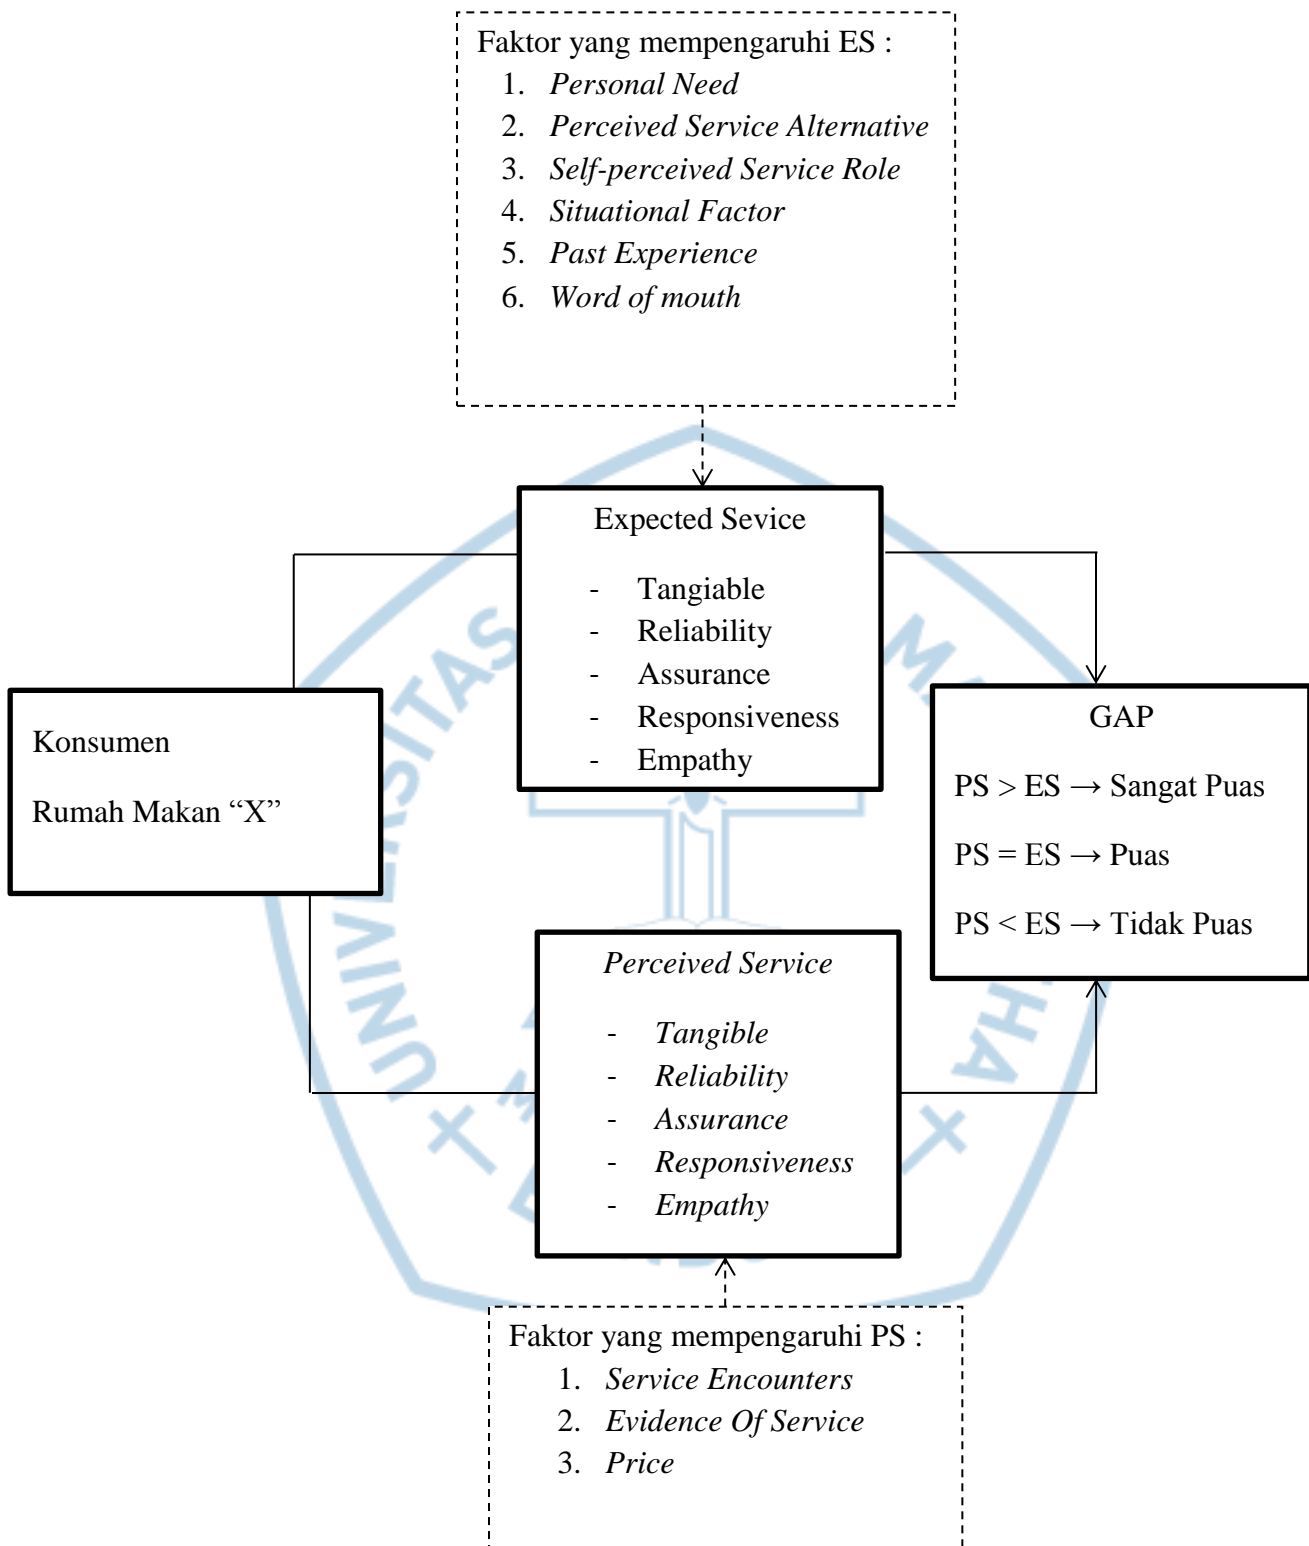 Faktor yang mempengaruhi ES :
1. Personal Need
2. Perceived Service Alternative
3. Self-perceived Service Role
4. Situational Factor
5. Past Experience
6. Word of mouth
Expected Sevice
- Tangiable
- Reliability
- Assurance
- Responsiveness
- Empathy
Konsumen
Rumah Makan “X”
GAP
PS > ES → Sangat Puas
PS = ES → Puas
PS < ES → Tidak Puas
Perceived Service
- Tangible
- Reliability
- Assurance
- Responsiveness
- Empathy
Faktor yang mempengaruhi PS :
1. Service Encounters
2. Evidence Of Service
3. Price
UNIVERSITAS